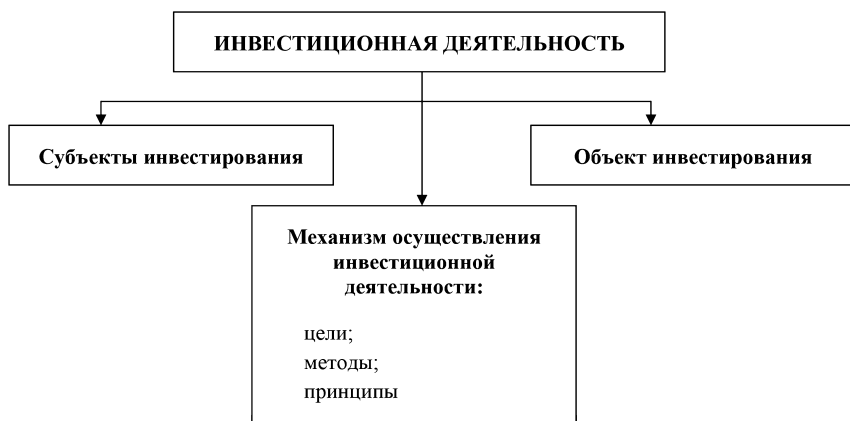 ИНВЕСТИЦИОННАЯ ДЕЯТЕЛЬНОСТЬ
Субъекты инвестирования
Объект инвестирования
Механизм осуществления
инвестиционной
деятельности:
цели;
методы;
принципы